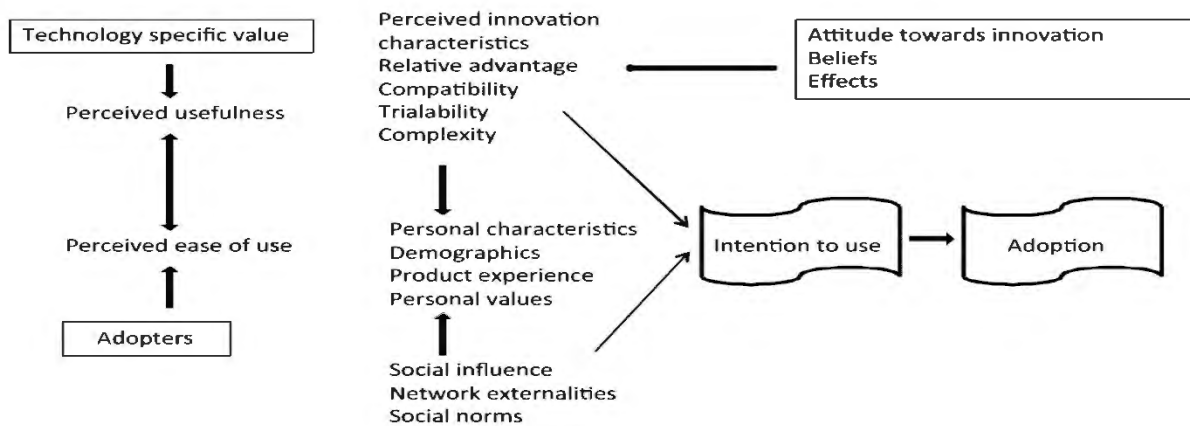 Technology specific value
Perceived usefulness
Perceived ease of use
Adopters
Perceived innovation
characteristics
Relative advantage
Compatibility
Trialability
Complexity
Personal characteristics
Demographics
Product experience
Personal values
Social influence
Network externalities
Social norms
Attitude towards innovation
Beliefs
Effects
Intention to use
Adoption